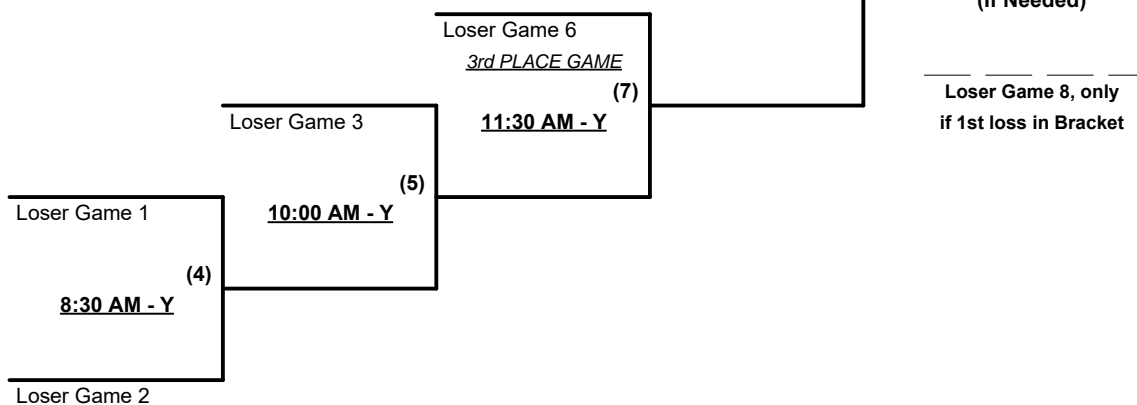 (If Needed)
Loser Game 6
3rd PLACE GAME
(7)
11:30 AM - Y
Loser Game 8, only
if 1st loss in Bracket
Loser Game 3
(5)
10:00 AM - Y
Loser Game 1
(4)
8:30 AM - Y
Loser Game 2